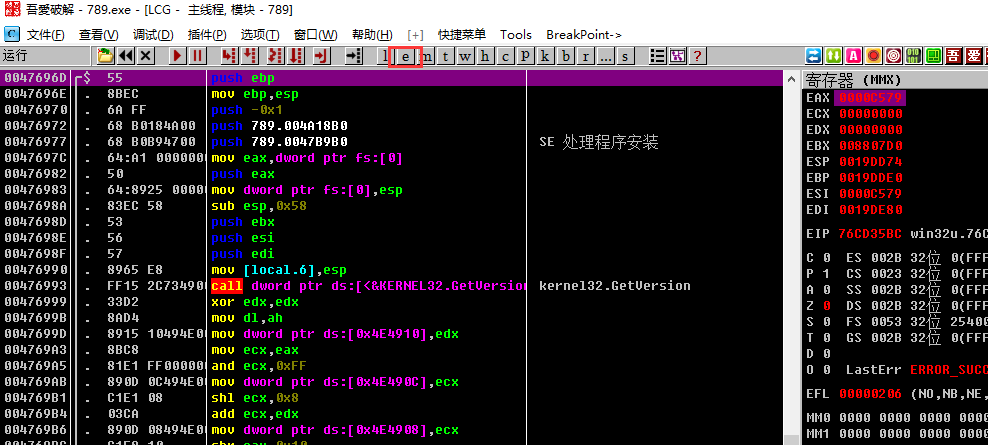 吾爱破解 - 789.exe - [LCG - 主线程, 模块 - 789]
C 文件(F) 查看(V) 调试(D) 插件(P) 选项(T) 窗口(W) 帮助(H) [+] 快捷菜单 Tools BreakPoint->
运行 l e m t w h c p k b r ... s ? A 吾 爱
0047696D ┌$ 55 push ebp
0047696E . 8BEC mov ebp,esp
00476970 . 6A FF push -0x1
00476972 . 68 B0184A00 push 789.004A18B0
00476977 . 68 B0B94700 push 789.0047B9B0 SE 处理程序安装
0047697C . 64:A1 0000000 mov eax,dword ptr fs:[0]
00476982 . 50 push eax
00476983 . 64:8925 00000 mov dword ptr fs:[0],esp
0047698A . 83EC 58 sub esp,0x58
0047698D . 53 push ebx
0047698E . 56 push esi
0047698F . 57 push edi
00476990 . 8965 E8 mov [local.6],esp
00476993 . FF15 2C734900 call dword ptr ds:[<&KERNEL32.GetVersion kernel32.GetVersion
00476999 . 33D2 xor edx,edx
0047699B . 8AD4 mov dl,ah
0047699D . 8915 10494E00 mov dword ptr ds:[0x4E4910],edx
004769A3 . 8BC8 mov ecx,eax
004769A5 . 81E1 FF000000 and ecx,0xFF
004769AB . 890D 0C494E00 mov dword ptr ds:[0x4E490C],ecx
004769B1 . C1E1 08 shl ecx,0x8
004769B4 . 03CA add ecx,edx
004769B6 . 890D 08494E00 mov dword ptr ds:[0x4E4908],ecx
寄存器 (MMX)
EAX 0000C579
ECX 00000000
EDX 00000000
EBX 008807D0
ESP 0019DD74
EBP 0019DDE0
ESI 0000C579
EDI 0019DE80
EIP 76CD35BC win32u.76C
C 0 ES 002B 32位 0(FFF
P 1 CS 0023 32位 0(FFF
A 0 SS 002B 32位 0(FFF
Z 0 DS 002B 32位 0(FFF
S 0 FS 0053 32位 25400
T 0 GS 002B 32位 0(FFF
D 0
O 0 LastErr ERROR_SUCC
EFL 00000206 (NO,NB,NE,
MM0 0000 0000 0000 0000
MM1 0000 0000 0000 0000